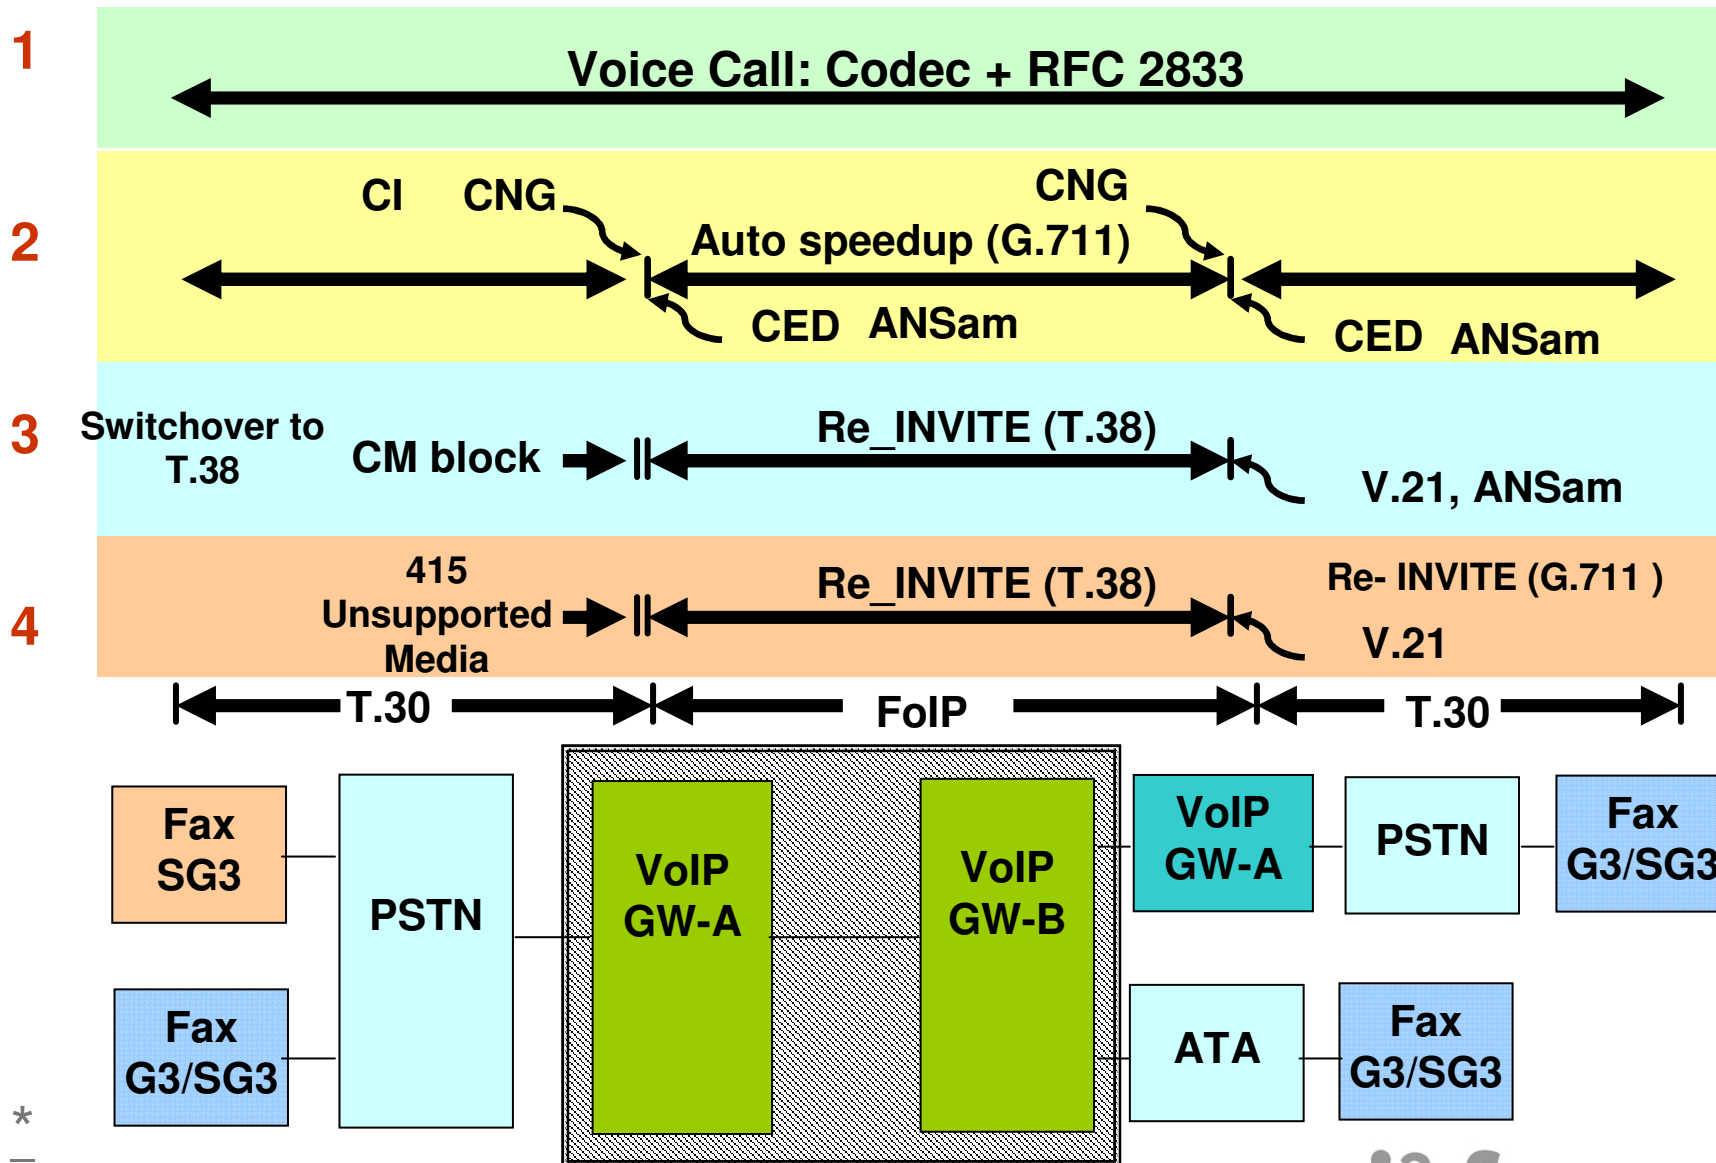 1
Voice Call: Codec + RFC 2833
2
CI CNG
CNG
Auto speedup (G.711)
CED ANSam
CED ANSam
3
Switchover to
T.38
CM block
Re_INVITE (T.38)
V.21, ANSam
4
415
Unsupported
Media
Re_INVITE (T.38)
Re- INVITE (G.711 )
V.21
T.30
FoIP
T.30
Fax
SG3
PSTN
VoIP
GW-A
VoIP
GW-B
VoIP
GW-A
PSTN
Fax
G3/SG3
Fax
G3/SG3
ATA
Fax
G3/SG3
*